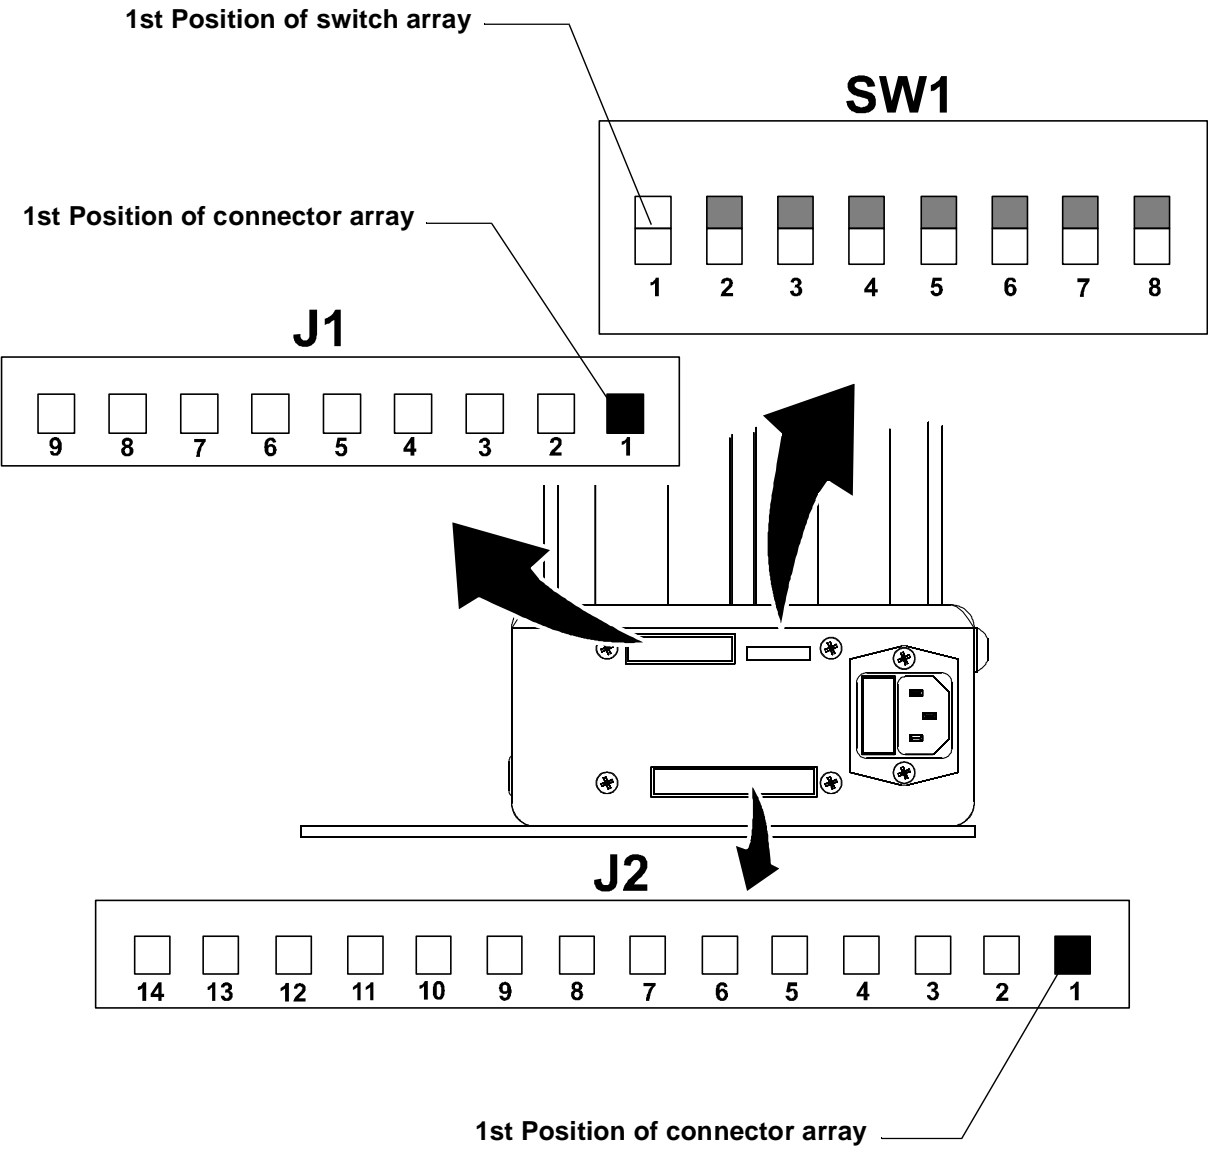 1st Position of switch array
SW1
1 2 3 4 5 6 7 8
1st Position of connector array
J1
9 8 7 6 5 4 3 2 1
J2
14 13 12 11 10 9 8 7 6 5 4 3 2 1
1st Position of connector array